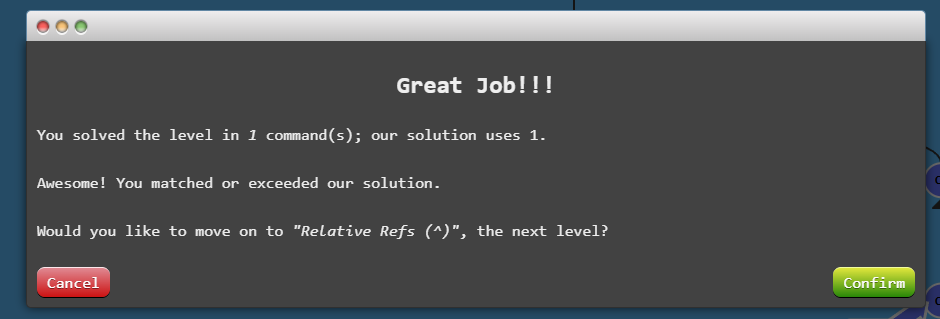 Great Job!!!
You solved the level in 1 command(s); our solution uses 1.
Awesome! You matched or exceeded our solution.
Would you like to move on to "Relative Refs (^)", the next level?
Cancel
Confirm